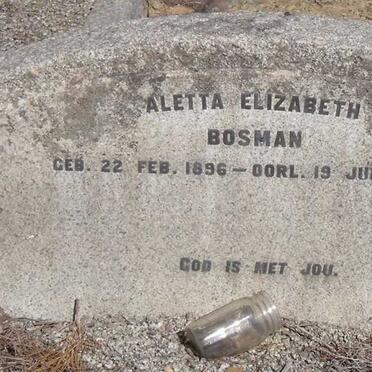 ALETTA ELIZABETH
BOSMAN
GEB. 22 FEB. 1896 — OORL. 19
GOD IS MET JOU.